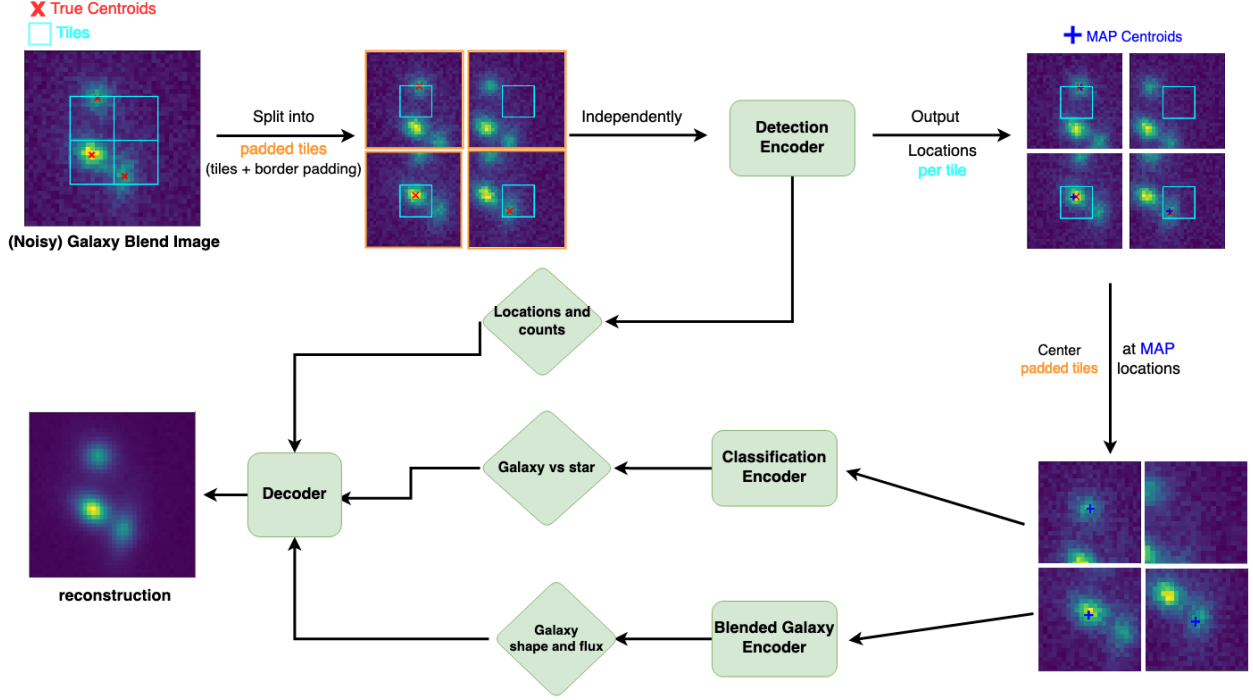 True Centroids
Tiles
(Noisy) Galaxy Blend Image
Split into
padded tiles
(tiles + border padding)
Independently
Detection
Encoder
Output
Locations
per tile
MAP Centroids
Locations and
counts
Center
padded tiles
at MAP
locations
Classification
Encoder
Galaxy vs star
Decoder
reconstruction
Blended Galaxy
Encoder
Galaxy
shape and flux